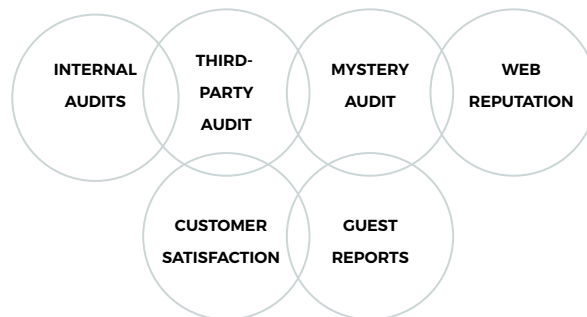 INTERNAL
AUDITS
THIRD-
PARTY
AUDIT
MYSTERY
AUDIT
WEB
REPUTATION
CUSTOMER
SATISFACTION
GUEST
REPORTS